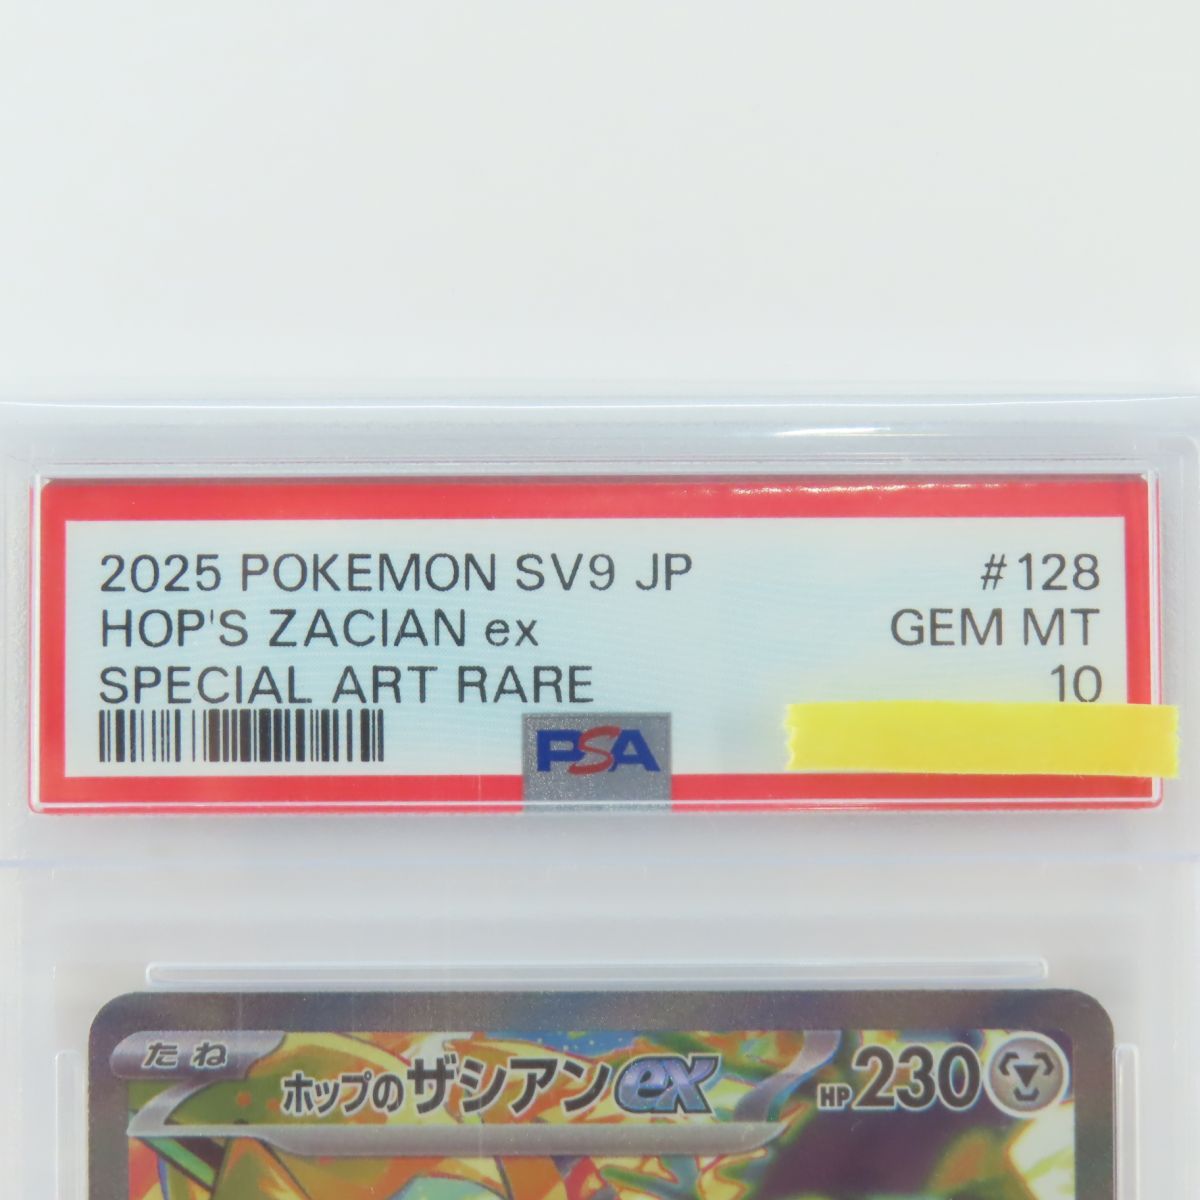 2025 POKEMON SV9 JP #128
HOP'S ZACIAN ex GEM MT
SPECIAL ART RARE 10
PSA
たね
ホップのザシアンex HP230